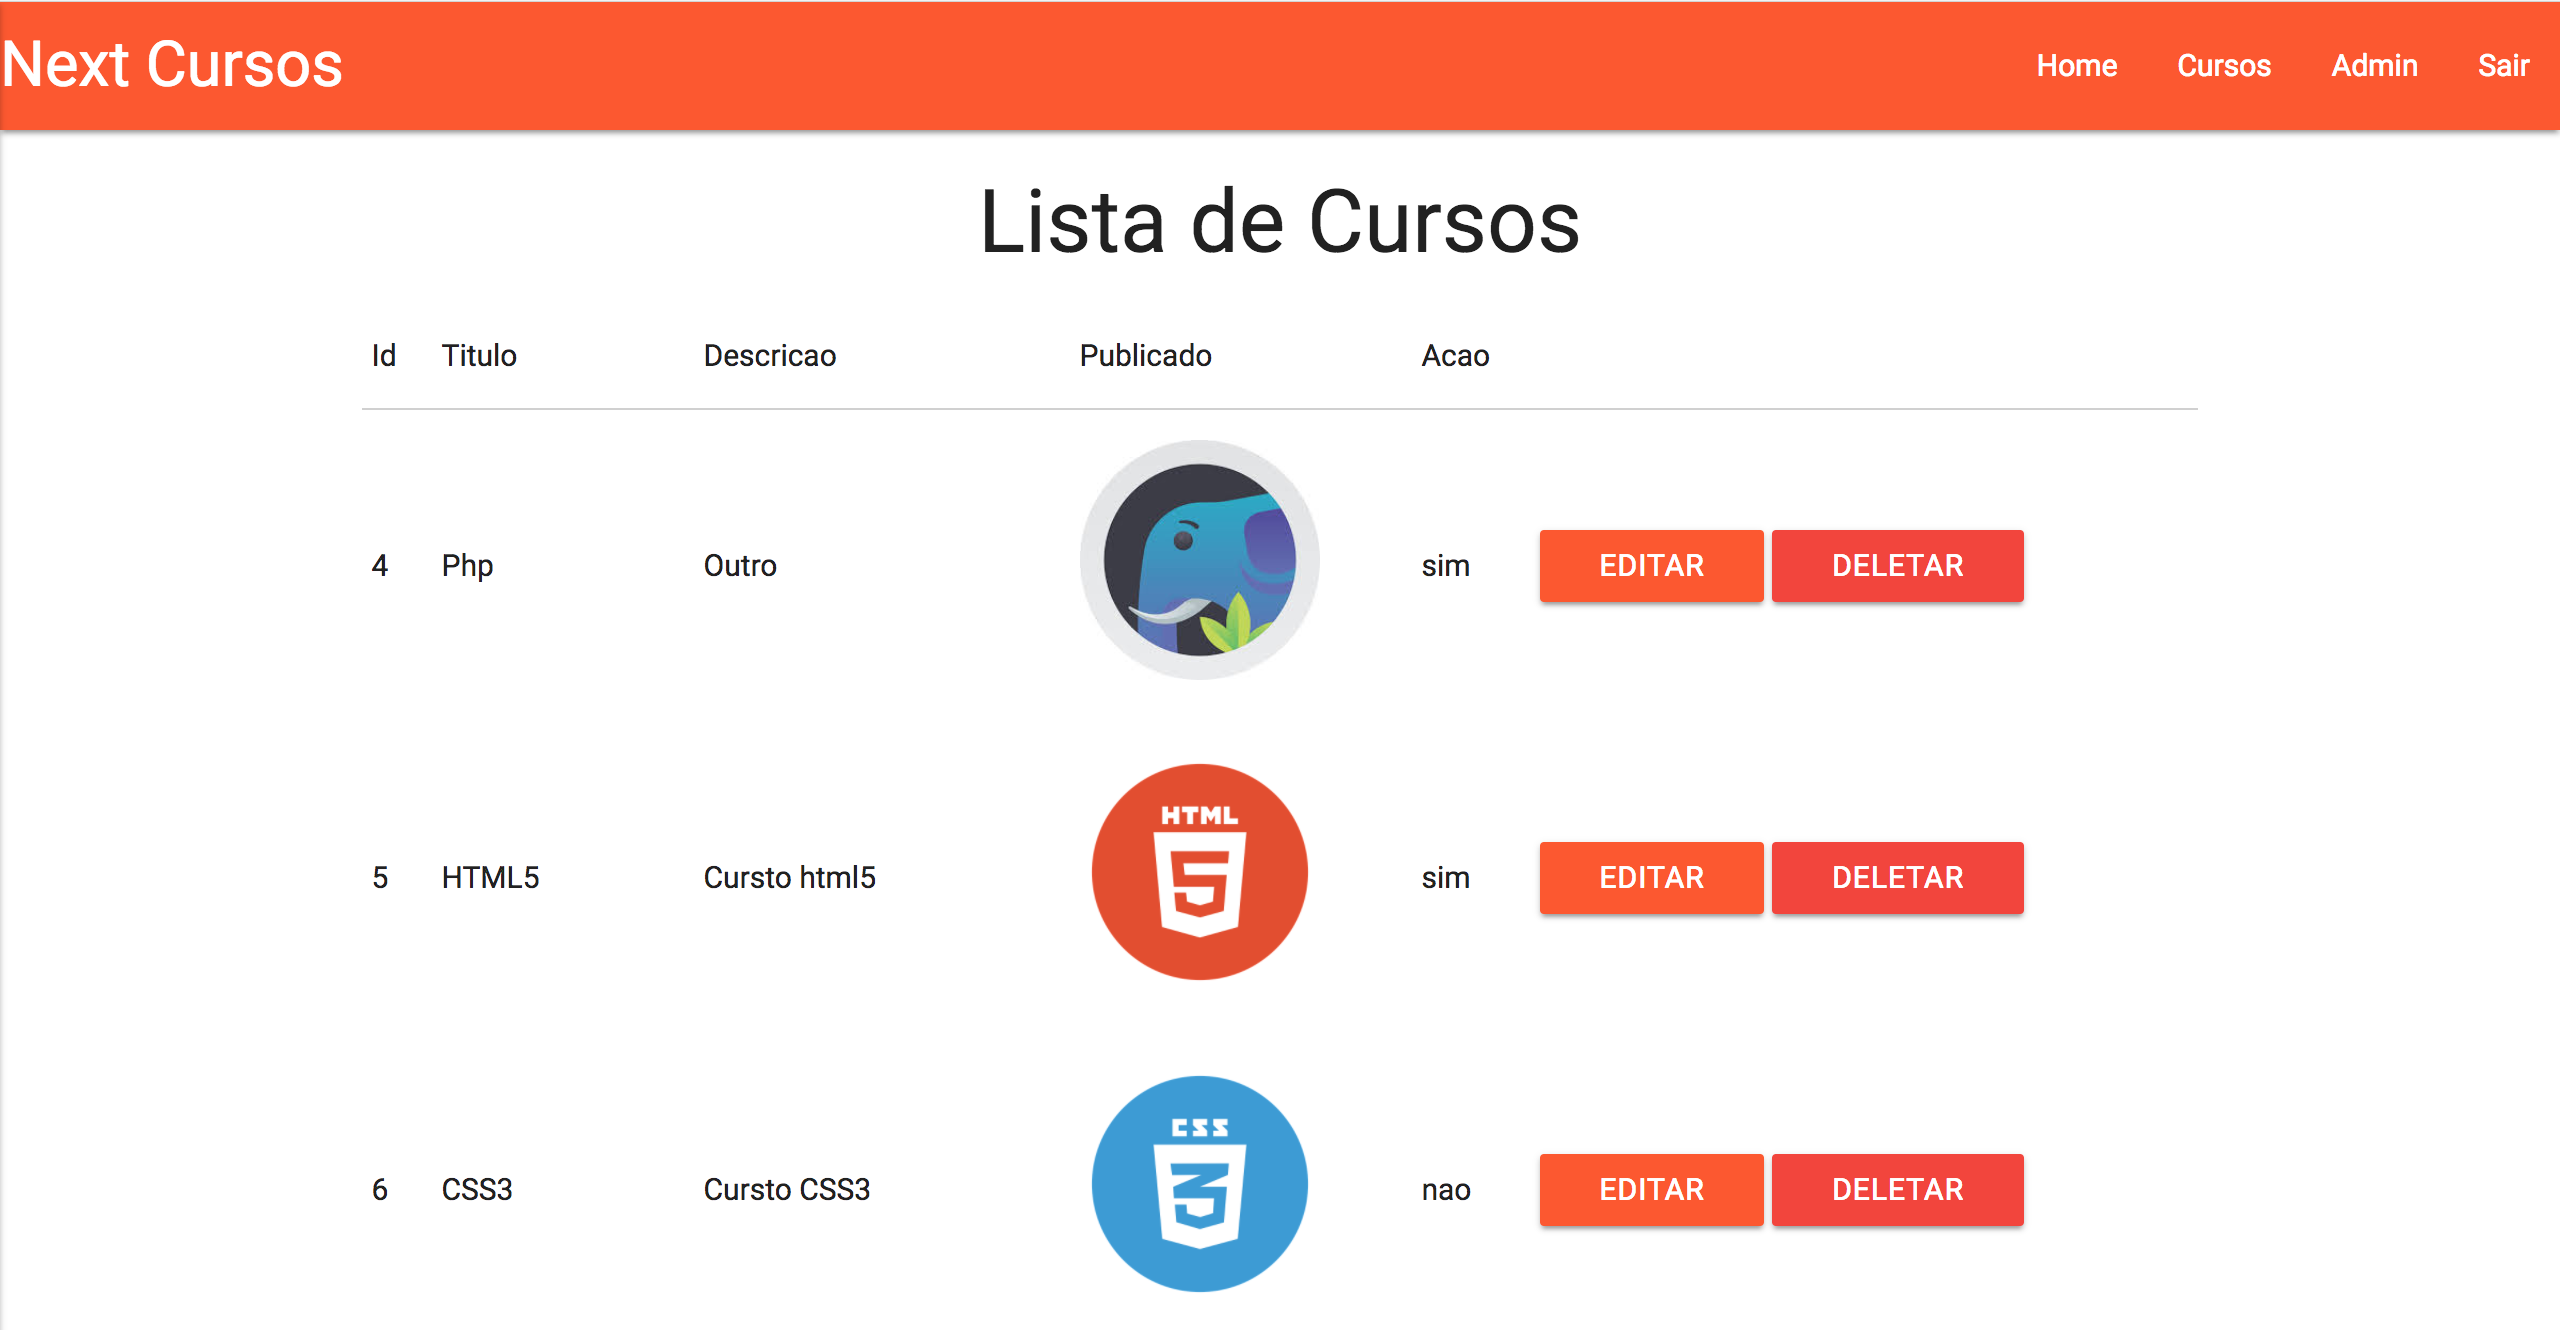 Next Cursos Home Cursos Admin Sair
Lista de Cursos
Id Titulo Descricao Publicado Acao
4 Php Outro sim EDITAR DELETAR
HTML
5 HTML5 Cursto html5 5 sim EDITAR DELETAR
CSS
6 CSS3 Cursto CSS3 3 nao EDITAR DELETAR